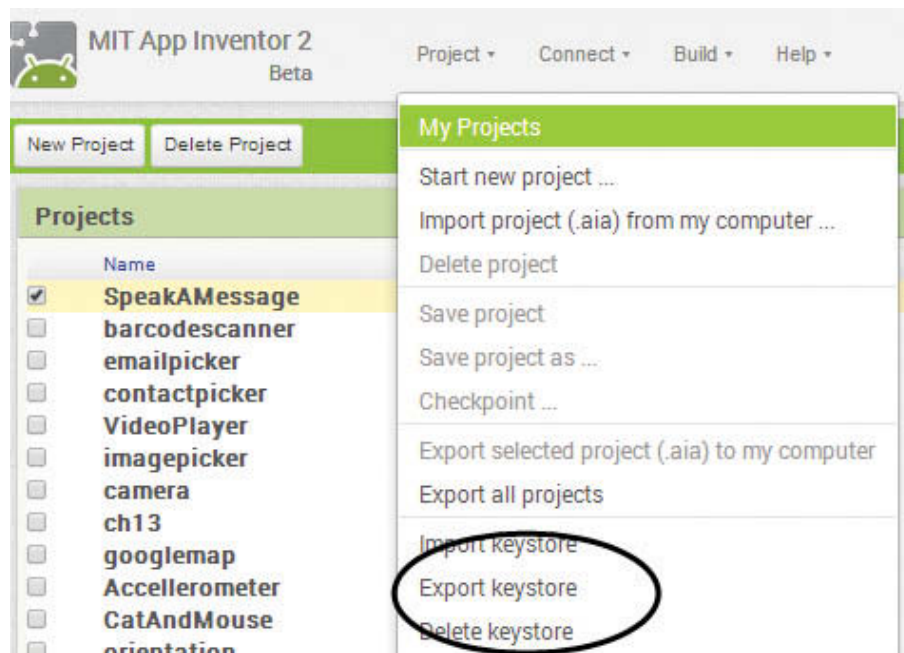 MIT App Inventor 2
Beta
Project
Connect
Build
Help
New Project
Delete Project
Projects
Name
SpeakAMessage
barcodescanner
emailpicker
contactpicker
VideoPlayer
imagepicker
camera
ch13
googlemap
Accellerometer
CatAndMouse
orientation
My Projects
Start new project ...
Import project (.aia) from my computer ...
Delete project
Save project
Save project as ...
Checkpoint ...
Export selected project (.aia) to my computer
Export all projects
Import keystore
Export keystore
Delete keystore